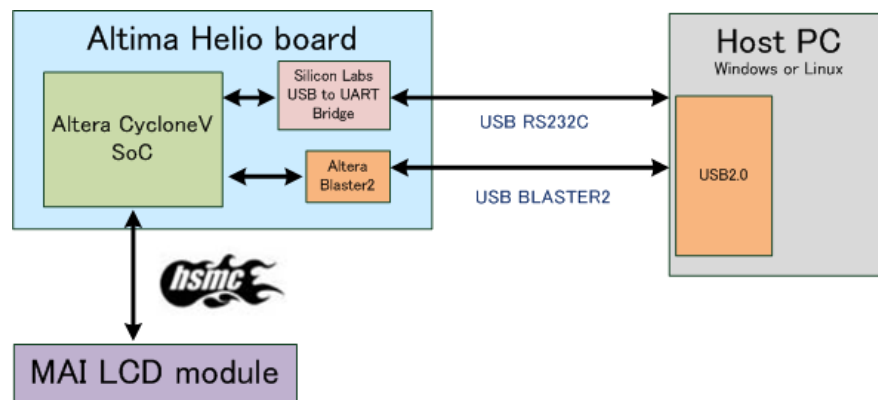 Altima Helio board
Silicon Labs
USB to UART
Bridge
Altera CycloneV
SoC
Altera
Blaster2
USB RS232C
USB BLASTER2
Host PC
Windows or Linux
USB2.0
hsmc
MAI LCD module